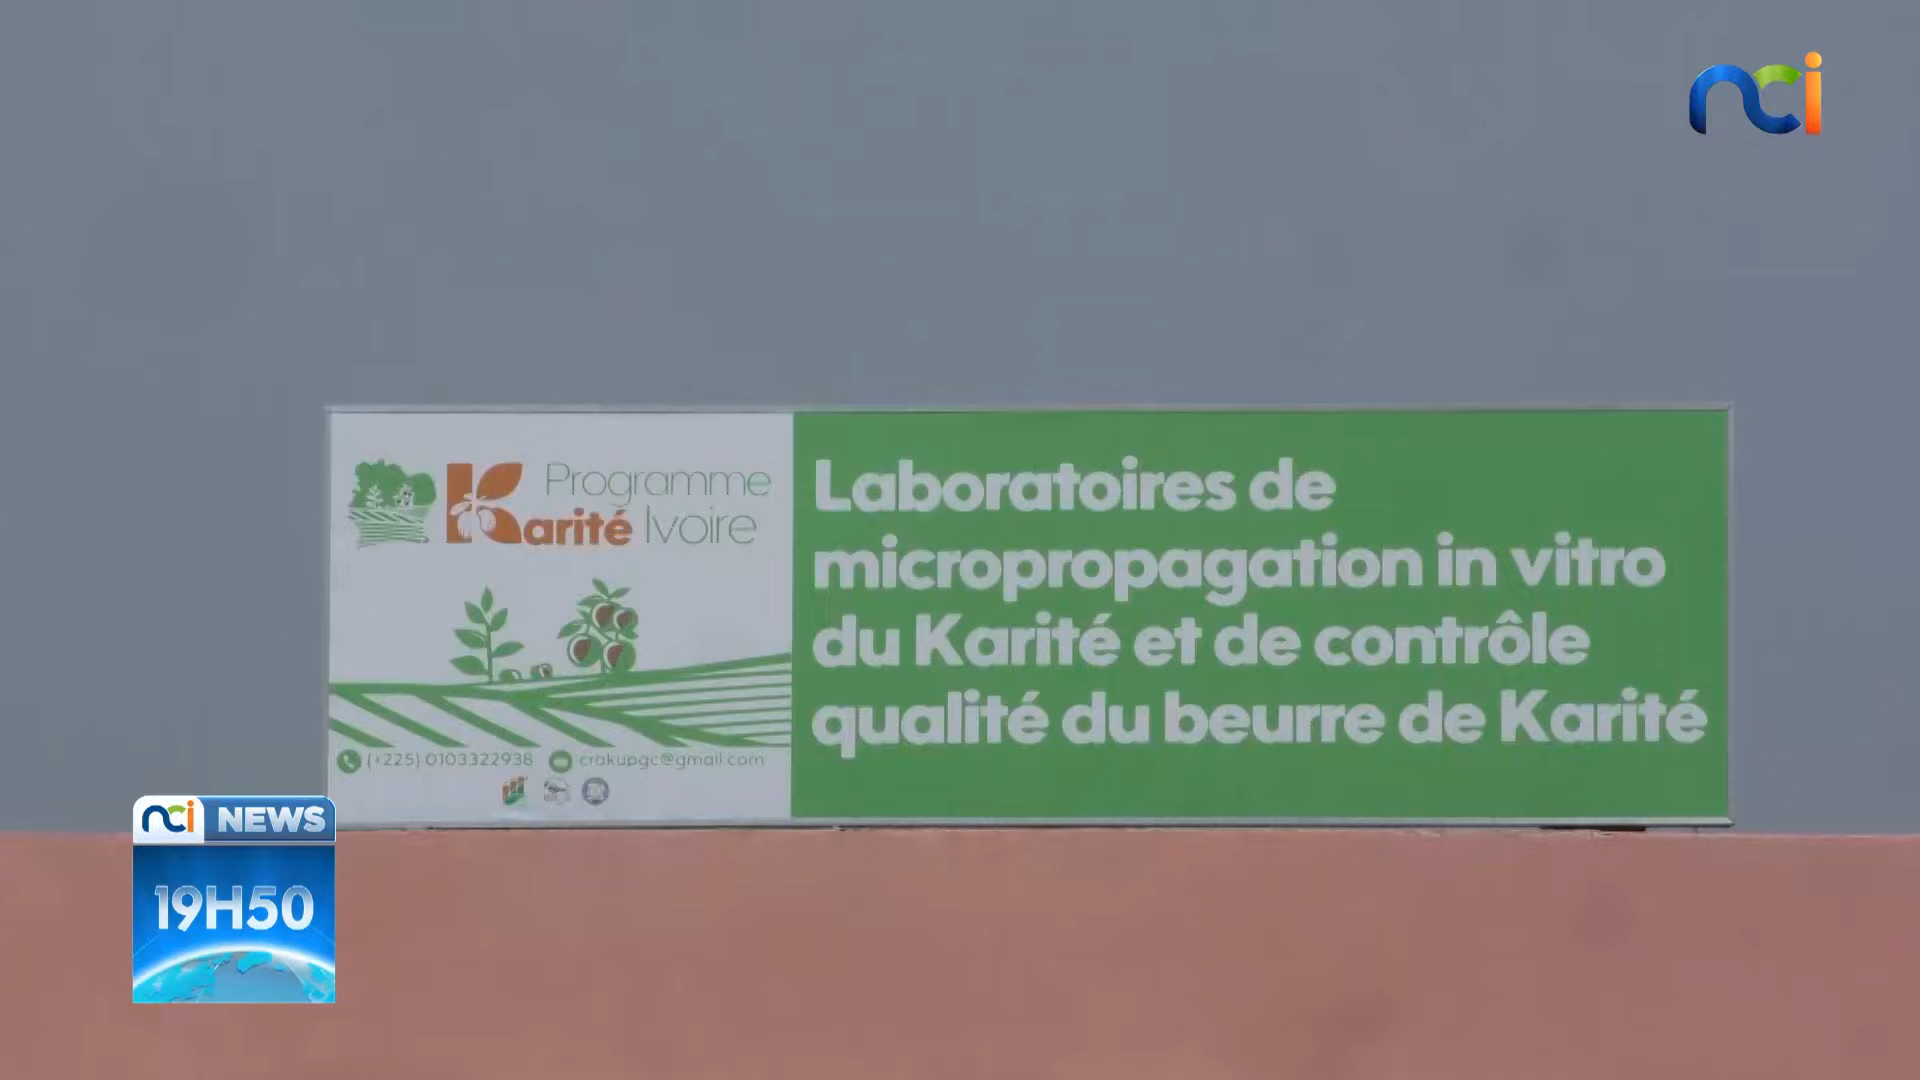 nci
Programme
Karité Ivoire
Laboratoires de
micropropagation in vitro
du Karité et de contrôle
qualité du beurre de Karité
(+225) 0103322938 crakupgc@gmail.com
nci NEWS
19H50